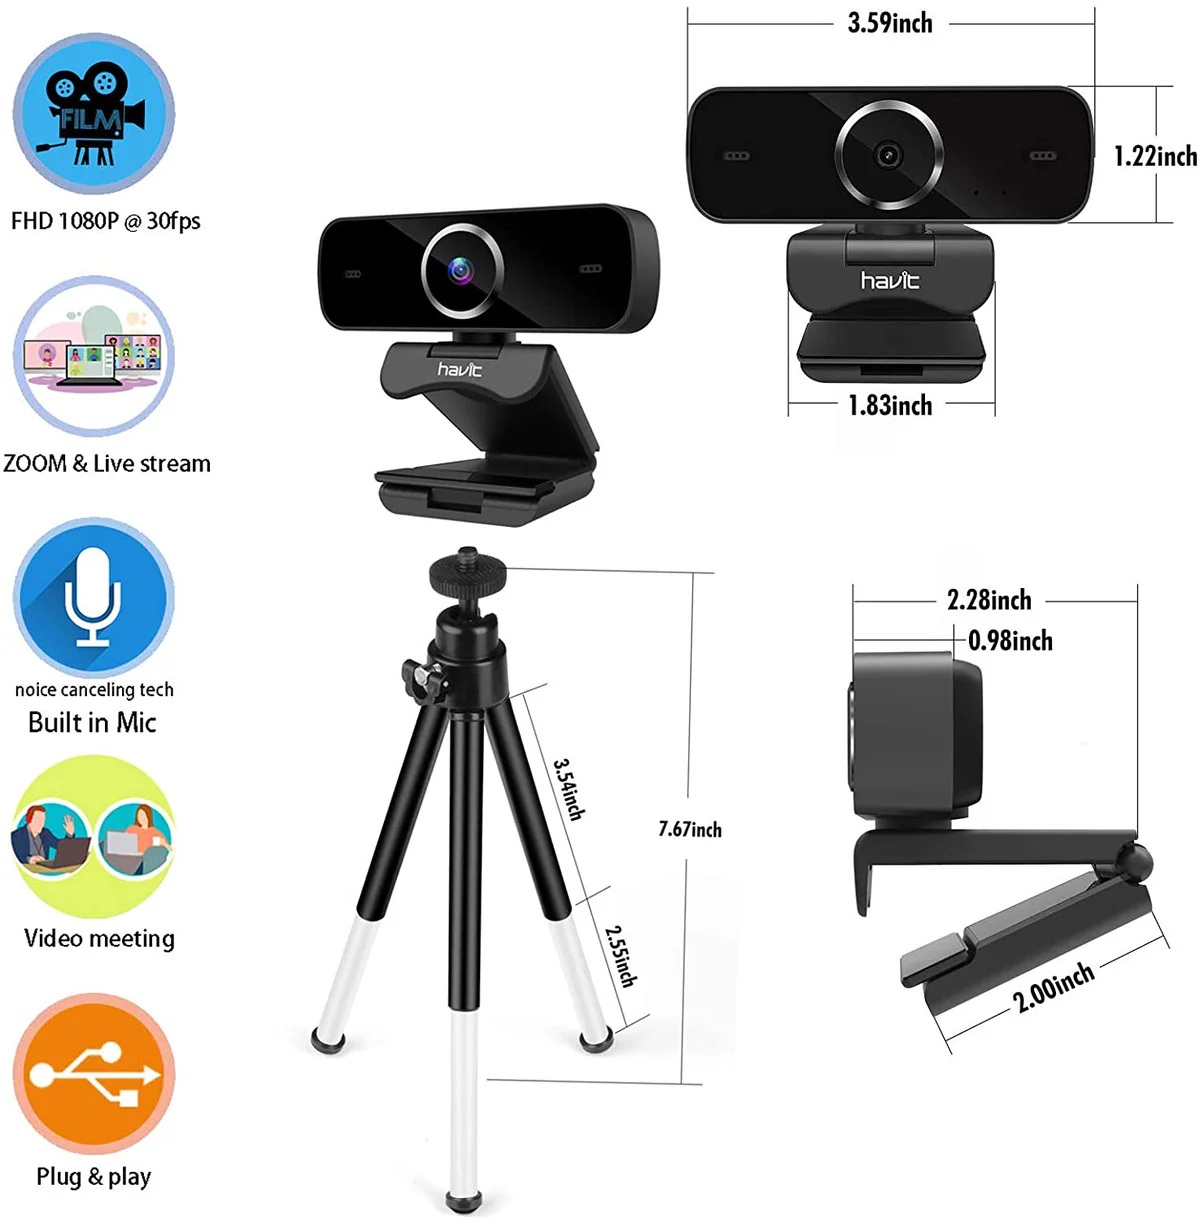 3.59inch
FILM
1.22inch
FHD 1080P @ 30fps
havit
havit
1.83inch
ZOOM & Live stream
2.28inch
0.98inch
noice canceling tech
Built in Mic
3.54inch
7.67inch
Video meeting
2.55inch
2.00inch
Plug & play